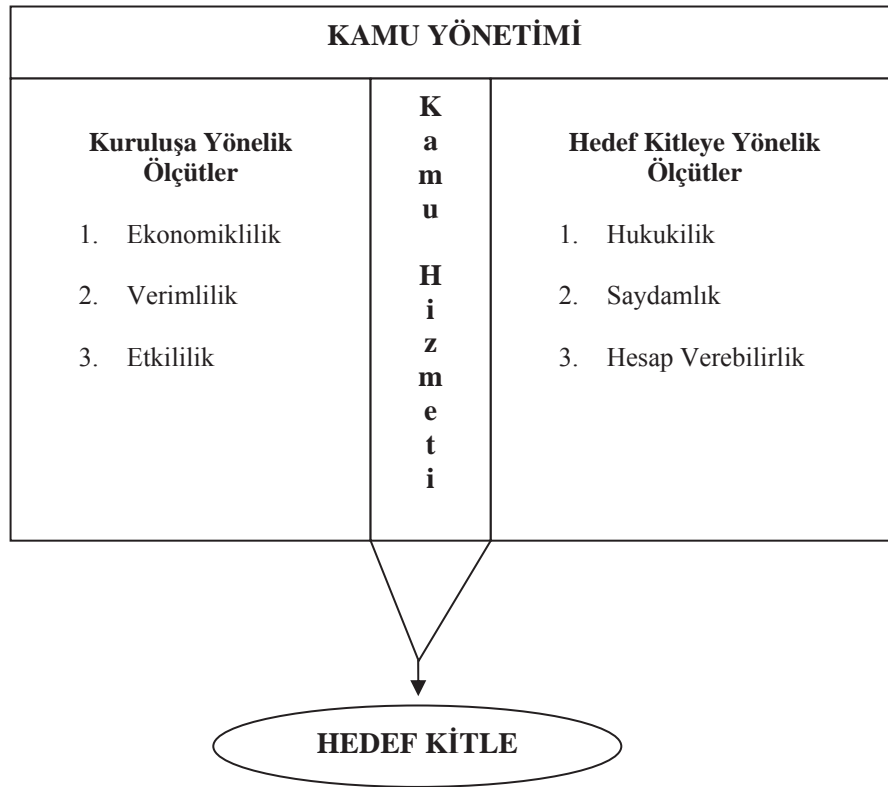 KAMU YÖNETİMİ
Kuruluşa Yönelik
Ölçütler
1. Ekonomiklilik
2. Verimlilik
3. Etkililik
K
a
m
u
H
i
z
m
e
t
i
Hedef Kitleye Yönelik
Ölçütler
1. Hukukilik
2. Saydamlık
3. Hesap Verebilirlik
HEDEF KİTLE